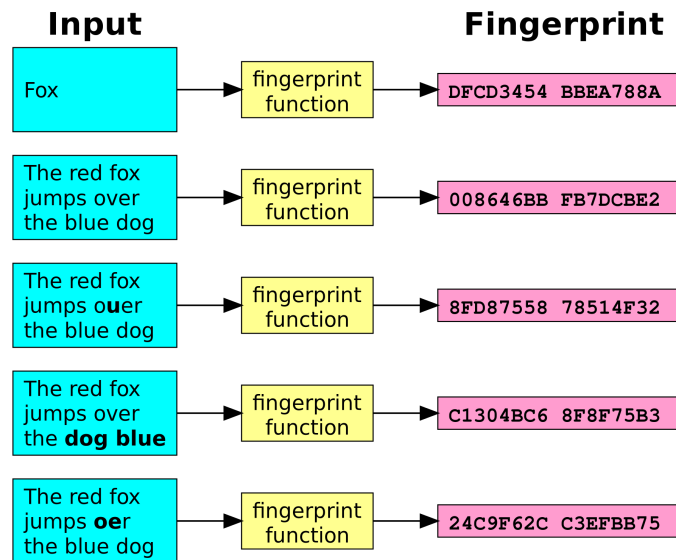 Input
Fingerprint
Fox
fingerprint
function
DFCD3454 BBEA788A
The red fox
jumps over
the blue dog
fingerprint
function
008646BB FB7DCBE2
The red fox
jumps ouer
the blue dog
fingerprint
function
8FD87558 78514F32
The red fox
jumps over
the dog blue
fingerprint
function
C1304BC6 8F8F75B3
The red fox
jumps oer
the blue dog
fingerprint
function
24C9F62C C3EFBB75